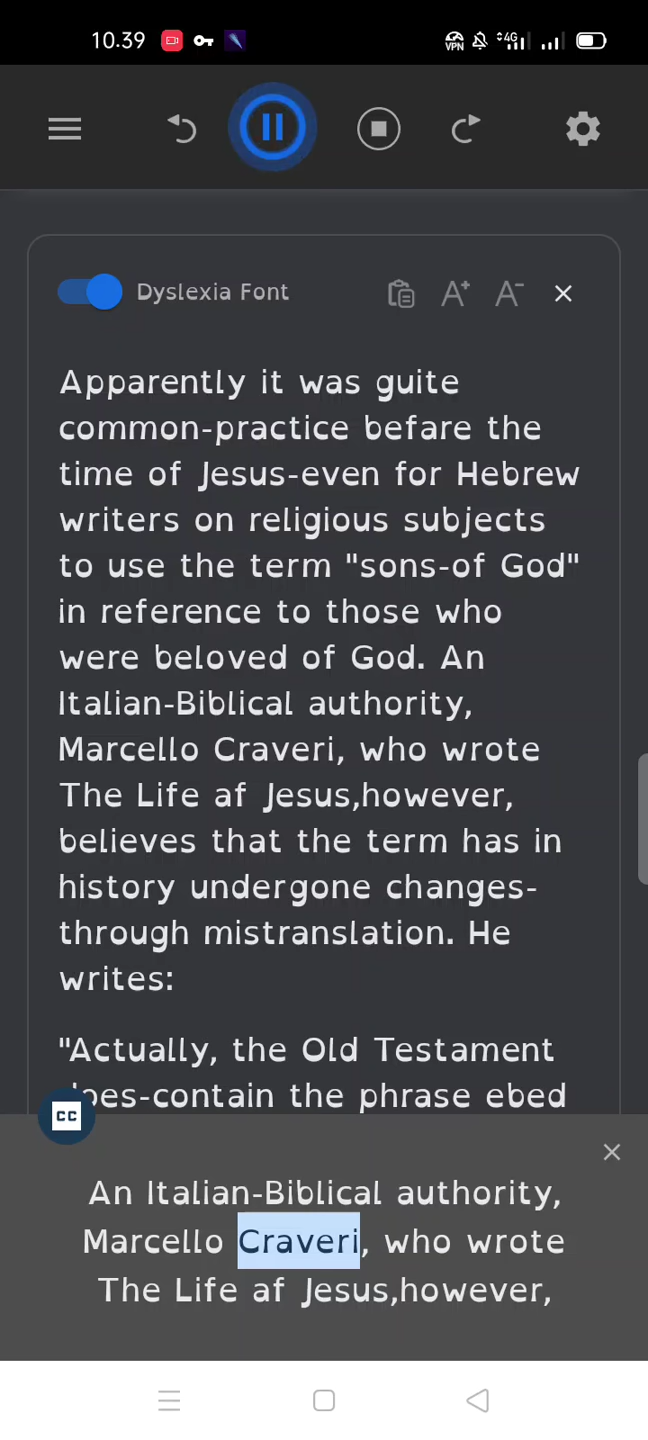 10.39
VPN 4G
Dyslexia Font A+ A-
Apparently it was guite
common-practice befare the
time of Jesus-even for Hebrew
writers on religious subjects
to use the term "sons-of God"
in reference to those who
were beloved of God. An
Italian-Biblical authority,
Marcello Craveri, who wrote
The Life af Jesus,however,
believes that the term has in
history undergone changes-
through mistranslation. He
writes:
"Actually, the Old Testament
does-contain the phrase ebed
CC
An Italian-Biblical authority,
Marcello Craveri, who wrote
The Life af Jesus,however,